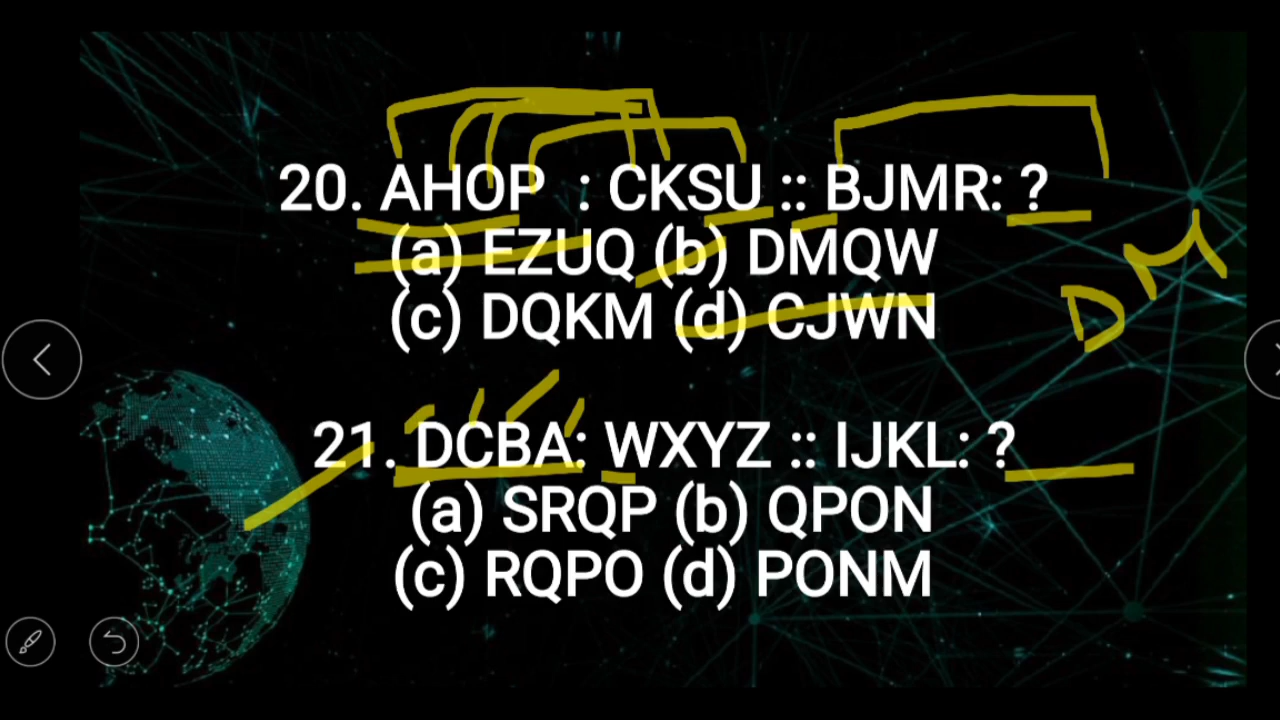 20. AHOP : CKSU :: BJMR: ?
(a) EZUQ (b) DMQW
(c) DQKM (d) CJWN
DM
21. DCBA: WXYZ :: IJKL: ?
(a) SRQP (b) QPON
(c) RQPO (d) PONM